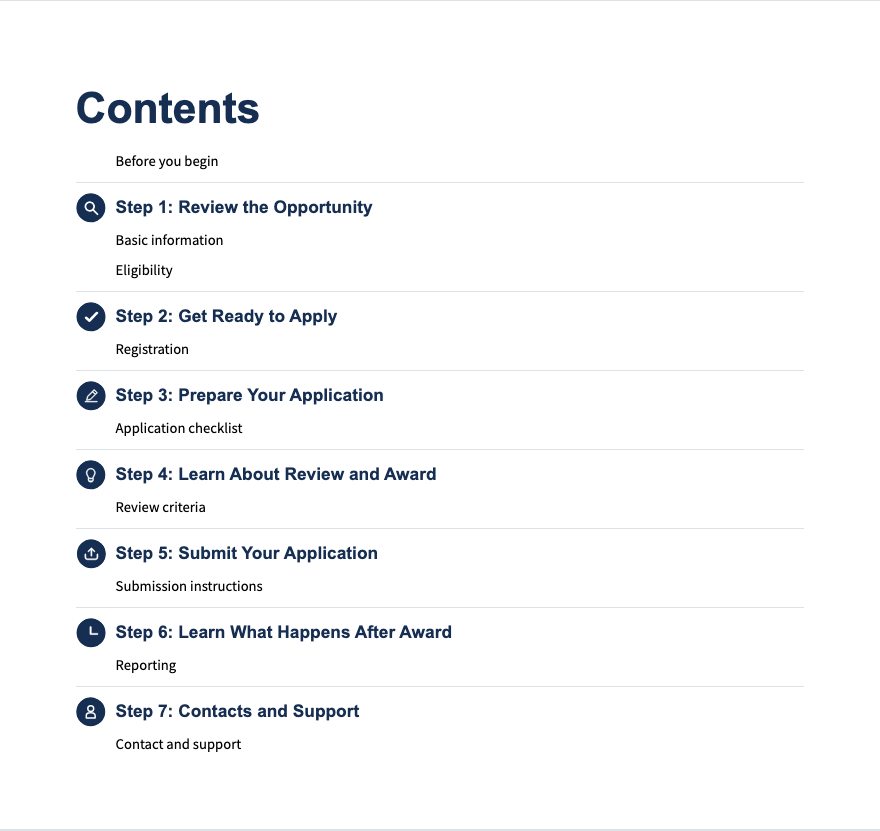 Contents
Before you begin
Step 1: Review the Opportunity
Basic information
Eligibility
Step 2: Get Ready to Apply
Registration
Step 3: Prepare Your Application
Application checklist
Step 4: Learn About Review and Award
Review criteria
Step 5: Submit Your Application
Submission instructions
Step 6: Learn What Happens After Award
Reporting
Step 7: Contacts and Support
Contact and support